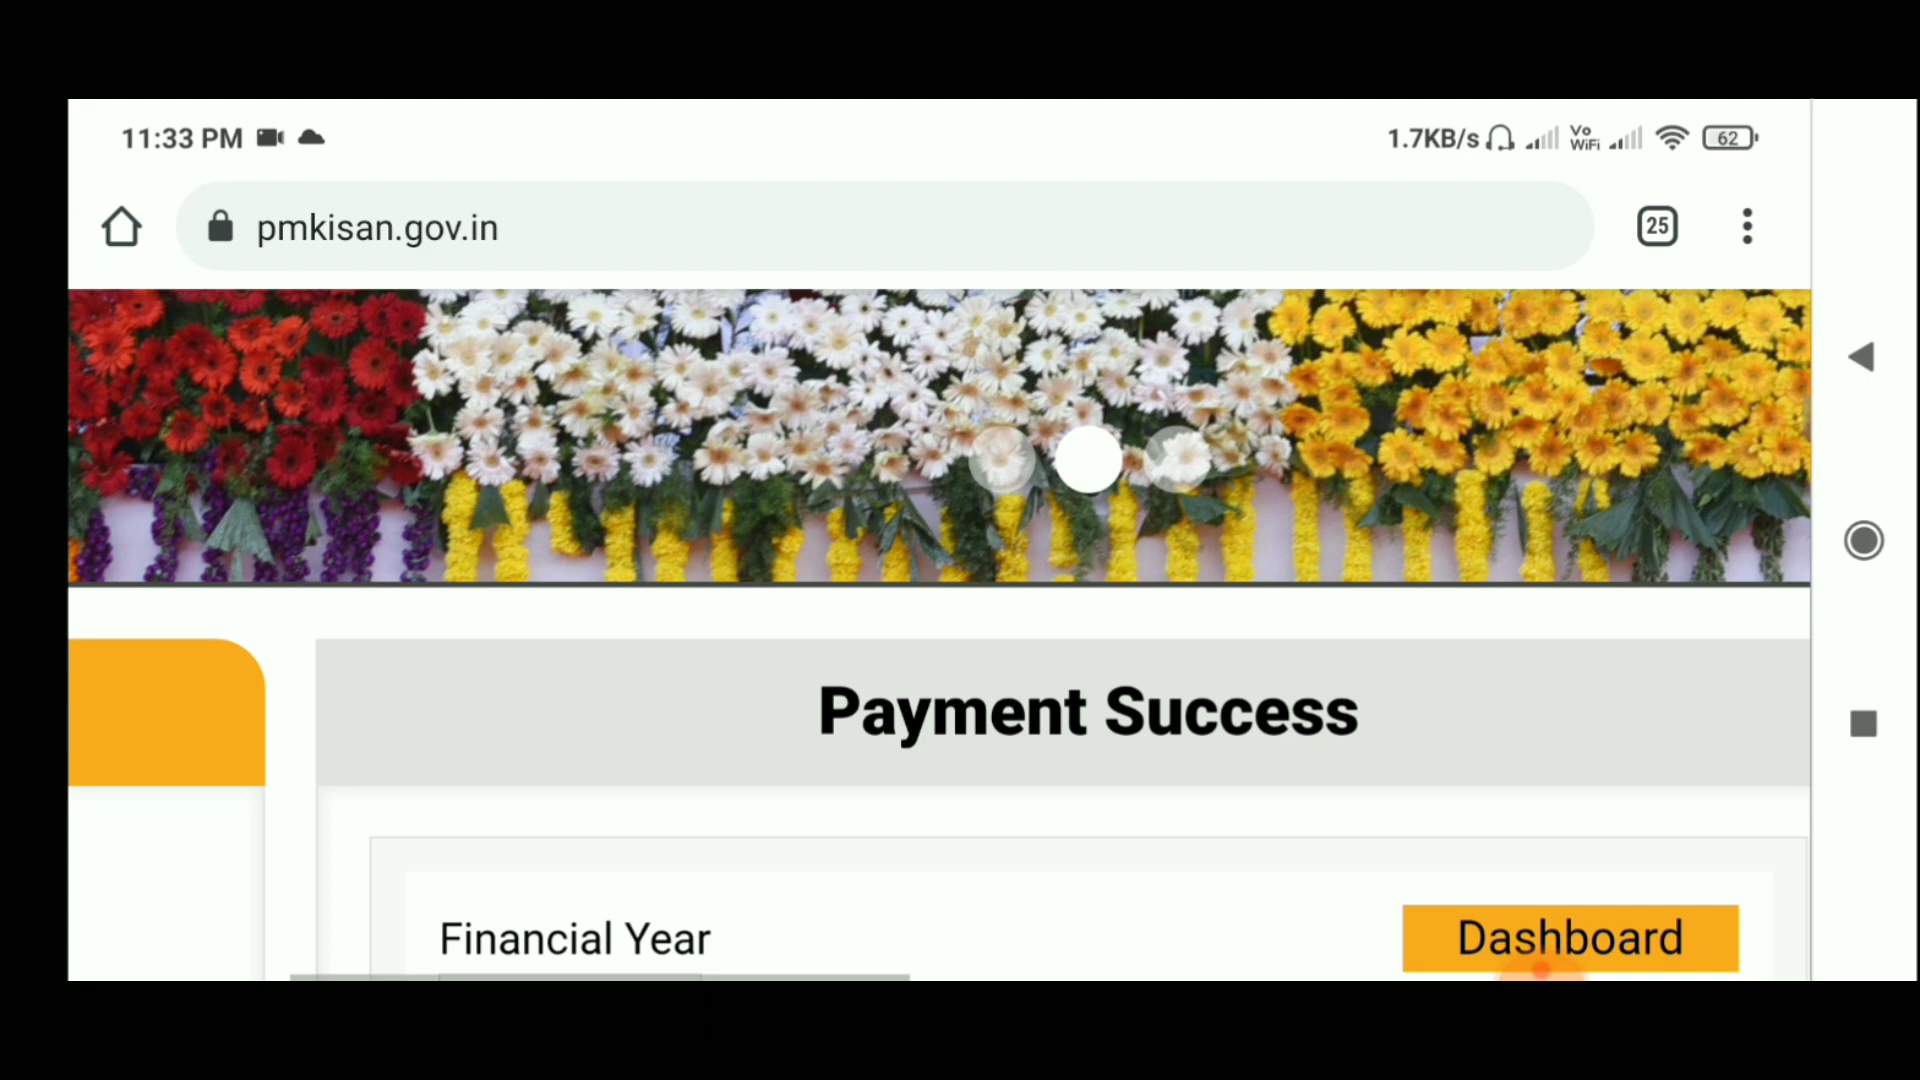 11:33 PM
1.7KB/s Vo WiFi 62
pmkisan.gov.in
25
Payment Success
Financial Year
Dashboard